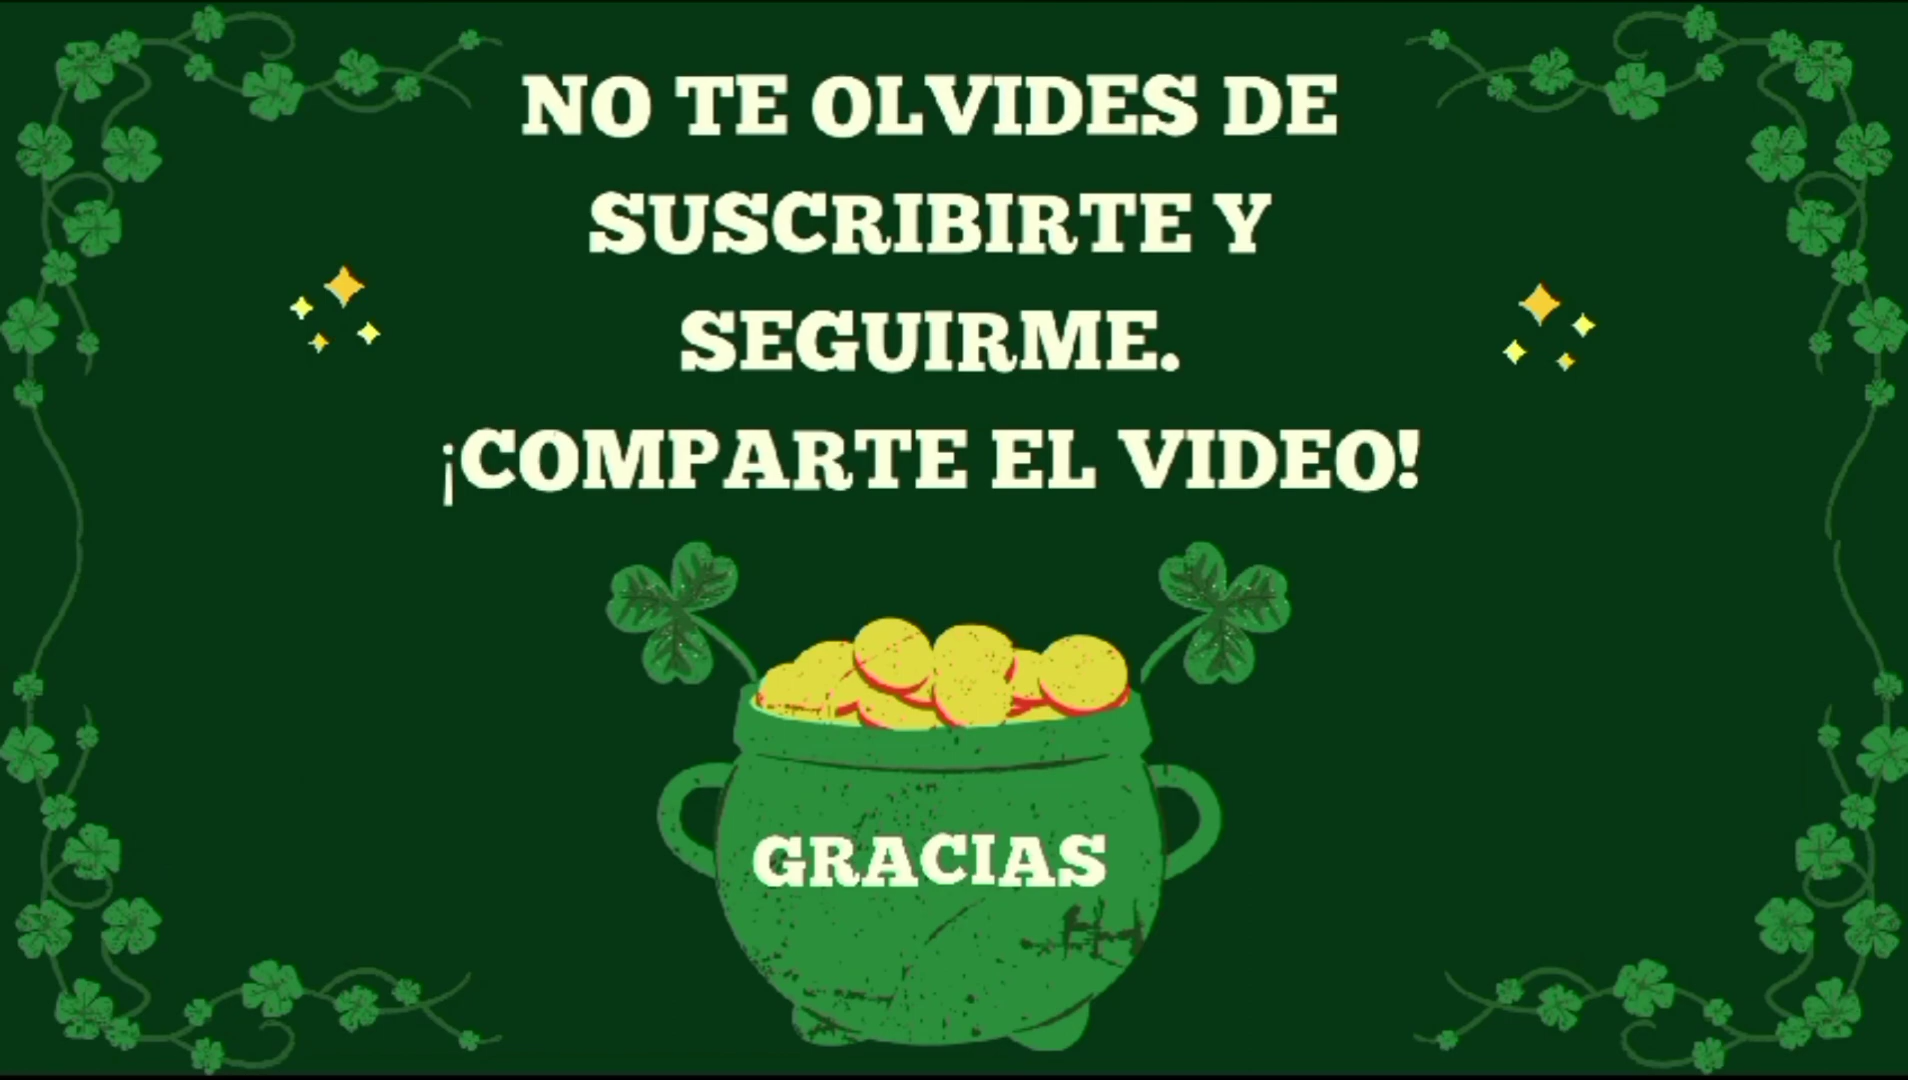 NO TE OLVIDES DE
SUSCRIBIRTE Y
SEGUIRME.
¡COMPARTE EL VIDEO!
GRACIAS